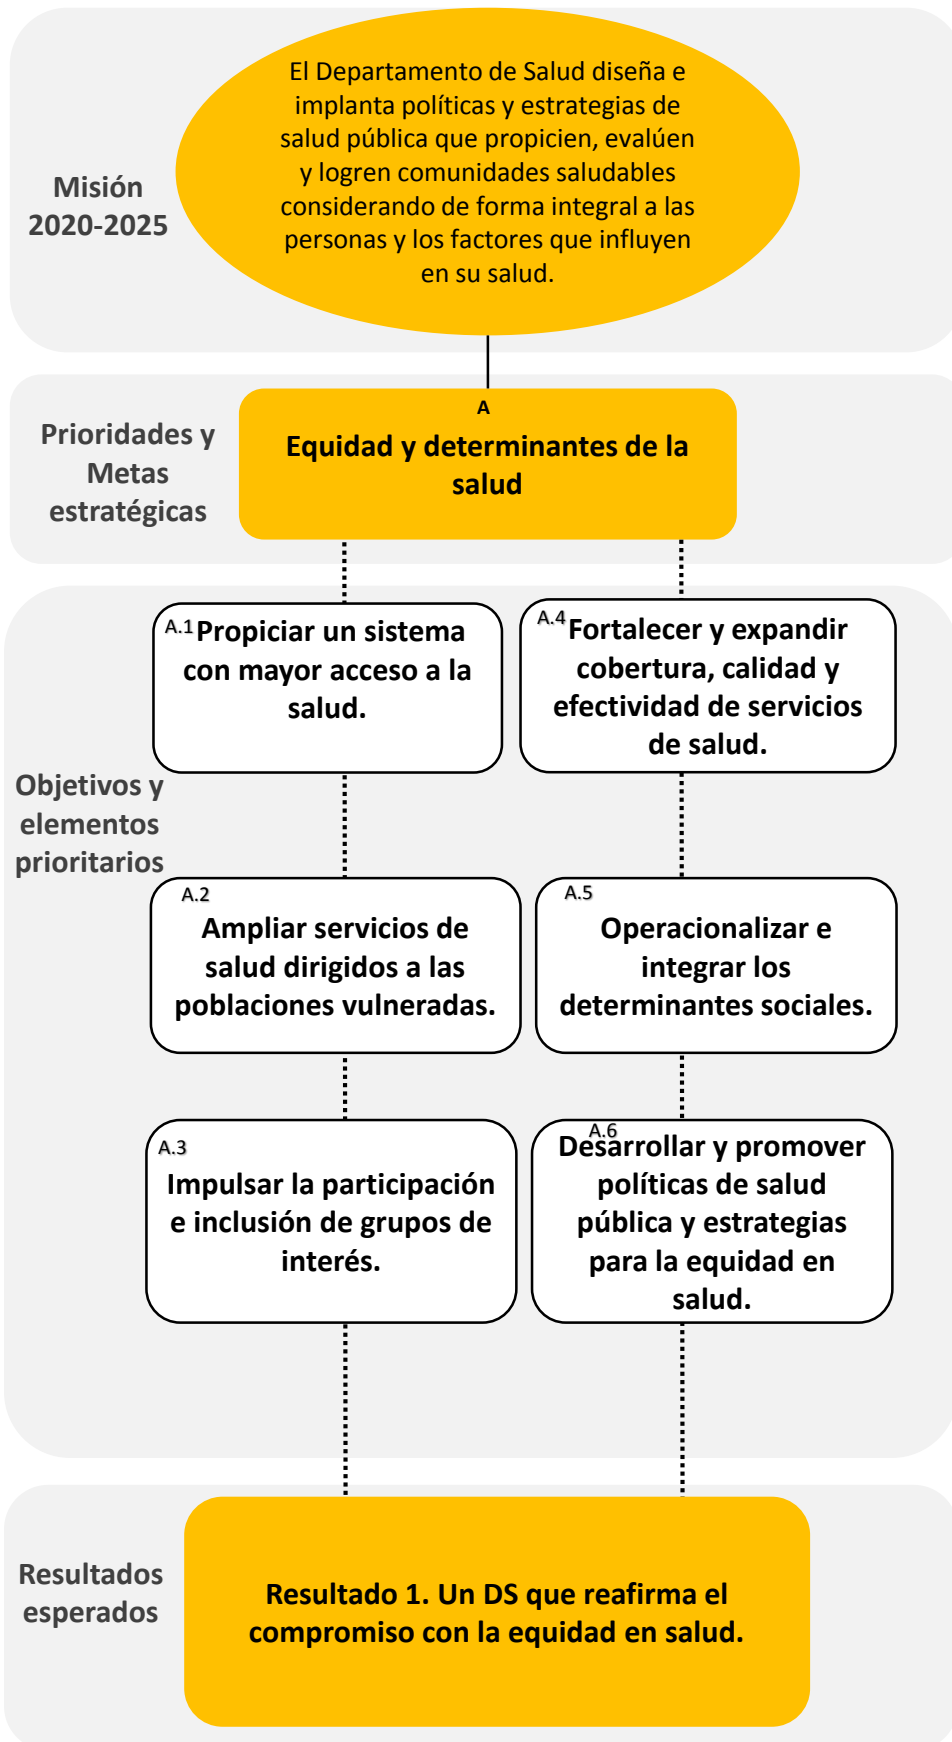 Misión
2020-2025
El Departamento de Salud diseña e
implanta políticas y estrategias de
salud pública que propicien, evalúen
y logren comunidades saludables
considerando de forma integral a las
personas y los factores que influyen
en su salud.
Prioridades y
Metas
estratégicas
A
Equidad y determinantes de la
salud
Objetivos y
elementos
prioritarios
A.1
Propiciar un sistema
con mayor acceso a la
salud.
A.2
Ampliar servicios de
salud dirigidos a las
poblaciones vulneradas.
A.3
Impulsar la participación
e inclusión de grupos de
interés.
A.4
Fortalecer y expandir
cobertura, calidad y
efectividad de servicios
de salud.
A.5
Operacionalizar e
integrar los
determinantes sociales.
A.6
Desarrollar y promover
políticas de salud
pública y estrategias
para la equidad en
salud.
Resultados
esperados
Resultado 1. Un DS que reafirma el
compromiso con la equidad en salud.